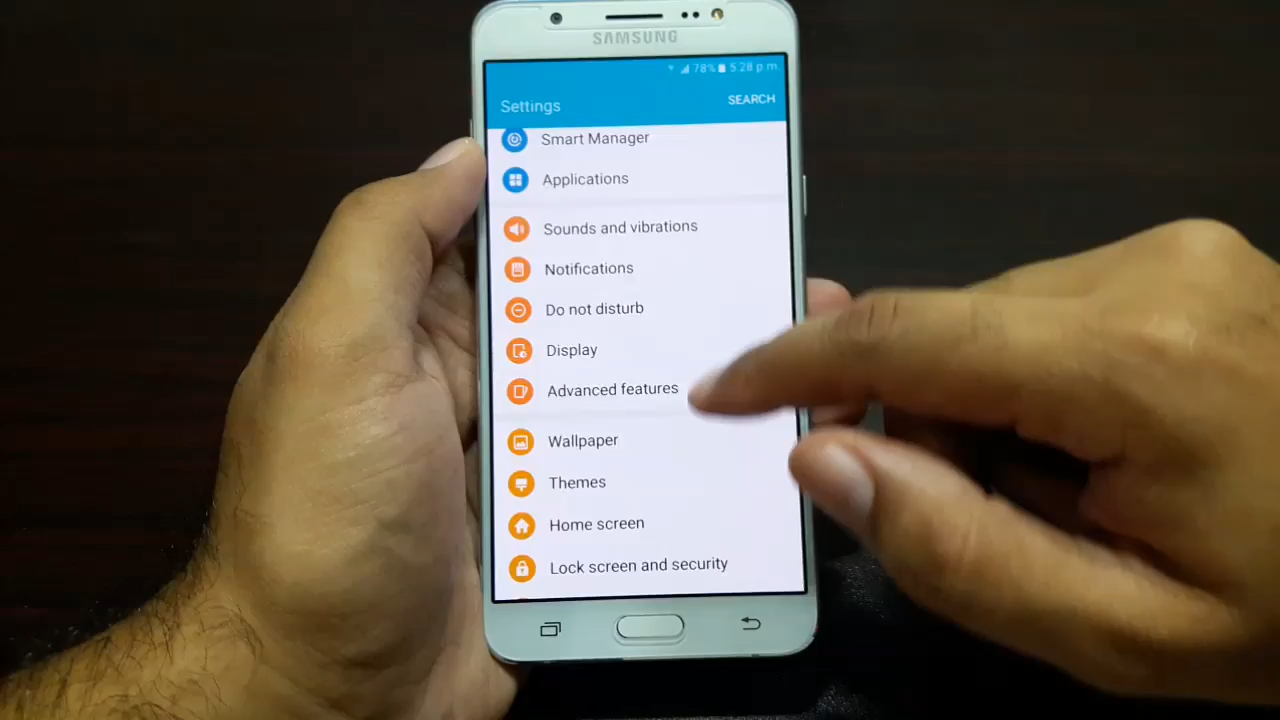 SAMSUNG
78% 5:28 p.m.
Settings
SEARCH
Smart Manager
Applications
Sounds and vibrations
Notifications
Do not disturb
Display
Advanced features
Wallpaper
Themes
Home screen
Lock screen and security